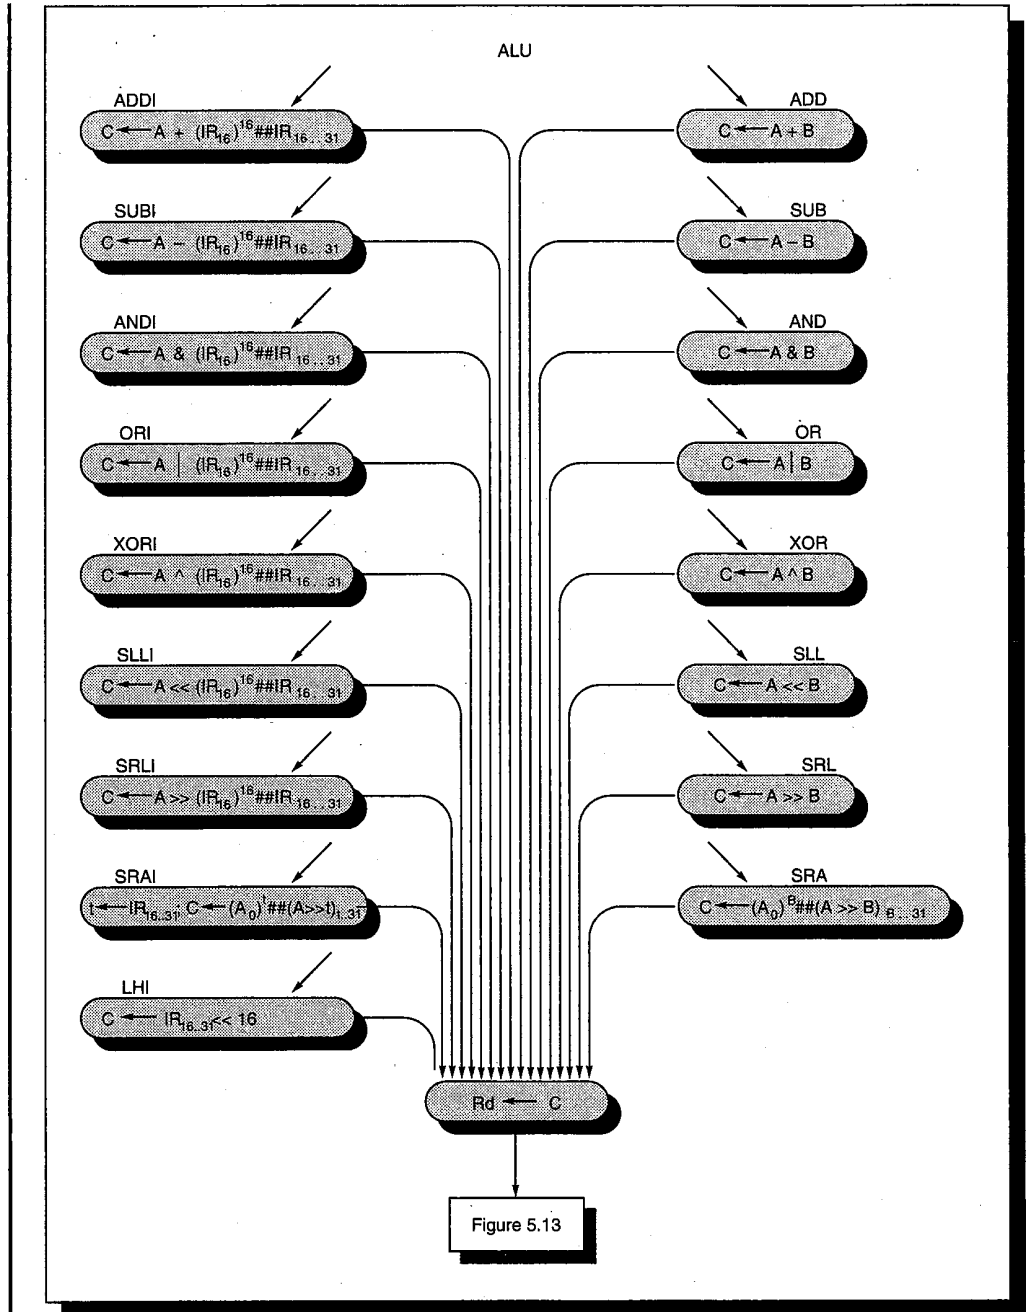 ALU
ADDI
C ← A + (IR₁₆)¹⁶##IR₁₆..₃₁
ADD
C ← A + B
SUBI
C ← A – (IR₁₆)¹⁶##IR₁₆..₃₁
SUB
C ← A – B
ANDI
C ← A & (IR₁₆)¹⁶##IR₁₆..₃₁
AND
C ← A & B
ORI
C ← A | (IR₁₆)¹⁶##IR₁₆..₃₁
OR
C ← A | B
XORI
C ← A ^ (IR₁₆)¹⁶##IR₁₆..₃₁
XOR
C ← A ^ B
SLLI
C ← A << (IR₁₆)¹⁶##IR₁₆..₃₁
SLL
C ← A << B
SRLI
C ← A >> (IR₁₆)¹⁶##IR₁₆..₃₁
SRL
C ← A >> B
SRAI
t ← IR₁₆..₃₁; C ← (A₀)ᵗ##(A>>t)ₜ..₃₁
SRA
C ← (A₀)ᴮ##(A >> B) B..₃₁
LHI
C ← IR₁₆..₃₁<< 16
Rd ← C
Figure 5.13